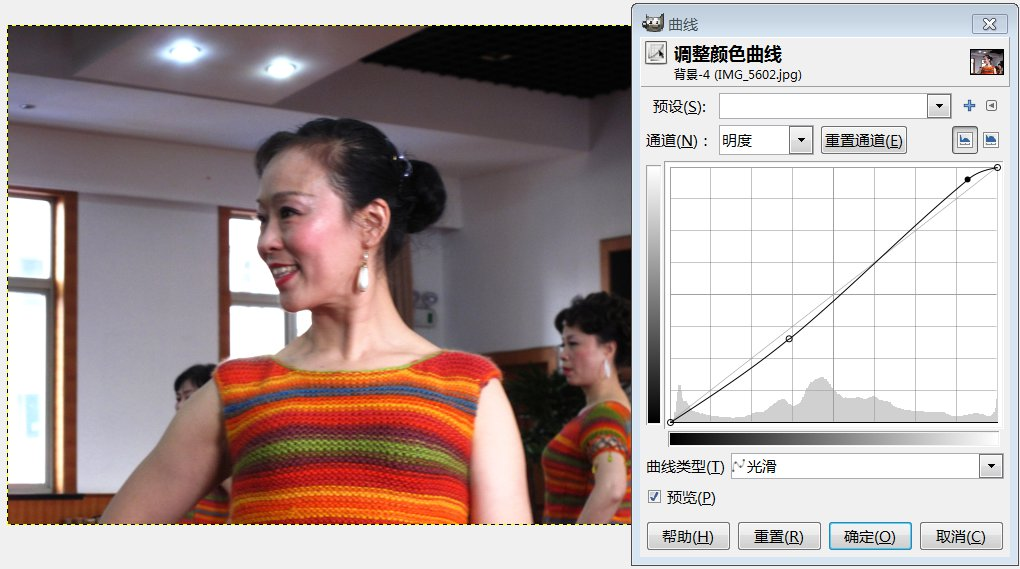 曲线
调整颜色曲线
背景-4 (IMG_5602.jpg)
预设(S):
通道(N)： 明度 重置通道(E)
曲线类型(T) 光滑
预览(P)
帮助(H) 重置(R) 确定(O) 取消(C)